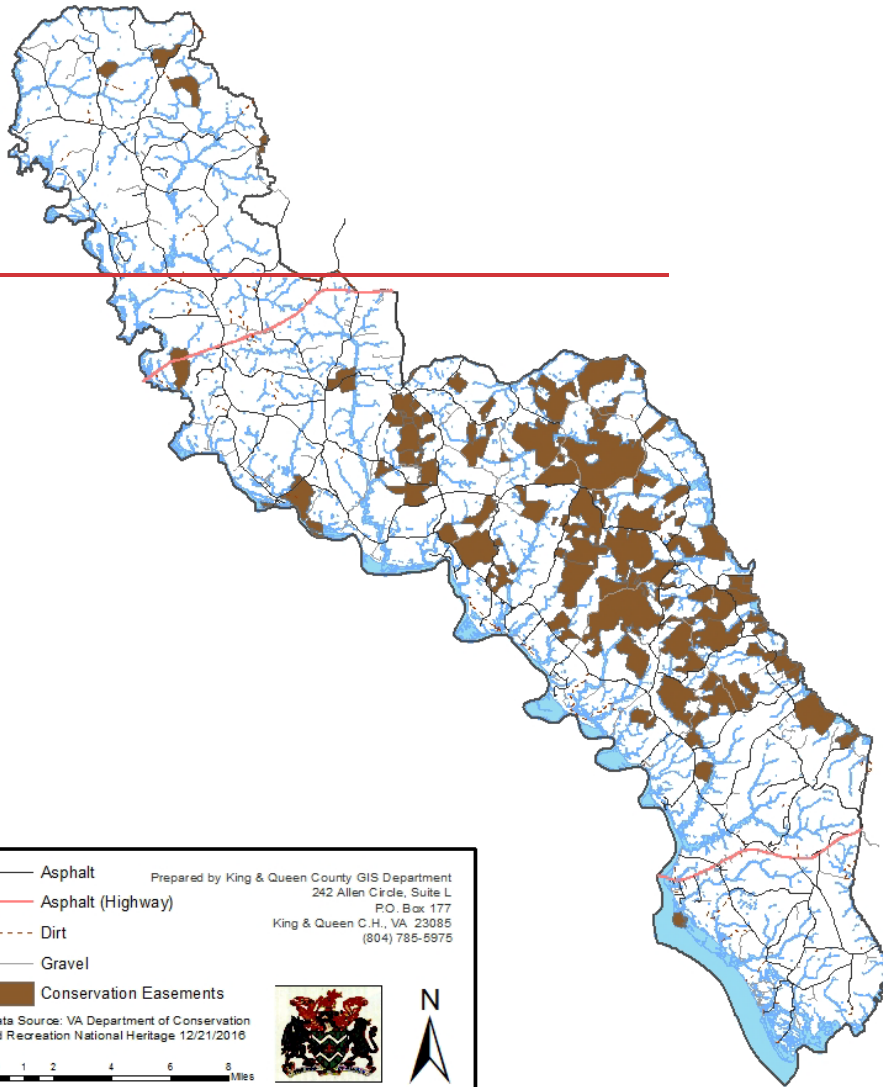 Asphalt
Asphalt (Highway)
Dirt
Gravel
Conservation Easements
Prepared by King & Queen County GIS Department
242 Allen Circle, Suite L
P.O. Box 177
King & Queen C.H., VA 23085
(804) 785-5975
ata Source: VA Department of Conservation
d Recreation National Heritage 12/21/2016
1 2 4 6 8
Miles
N